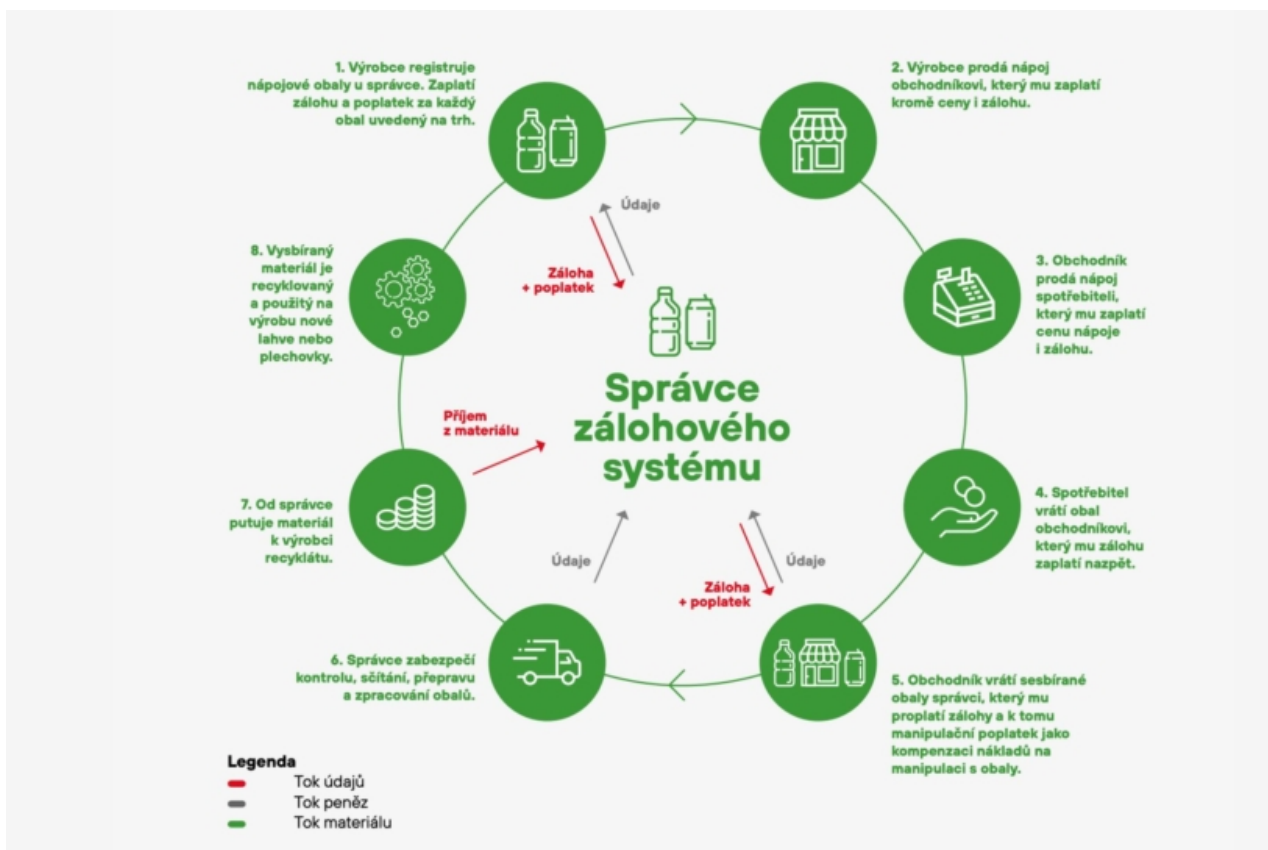 1. Výrobce registruje
nápojové obaly u správce. Zaplatí
zálohu a poplatek za každý
obal uvedený na trh.
2. Výrobce prodá nápoj
obchodníkovi, který mu zaplatí
kromě ceny i zálohu.
3. Obchodník
prodá nápoj
spotřebiteli,
který mu zaplatí
cenu nápoje
i zálohu.
4. Spotřebitel
vrátí obal
obchodníkovi,
který mu zálohu
zaplatí nazpět.
5. Obchodník vrátí sesbírané
obaly správci, který mu
proplatí zálohy a k tomu
manipulační poplatek jako
kompenzaci nákladů na
manipulaci s obaly.
6. Správce zabezpečí
kontrolu, sčítání, přepravu
a zpracování obalů.
7. Od správce
putuje materiál
k výrobci
recyklátu.
8. Vysbíraný
materiál je
recyklovaný
a použitý na
výrobu nové
lahve nebo
plechovky.
Údaje
Záloha
+ poplatek
Správce
zálohového
systému
Příjem
z materiálu
Údaje
Údaje
Záloha
+ poplatek
Legenda
Tok údajů
Tok peněz
Tok materiálu